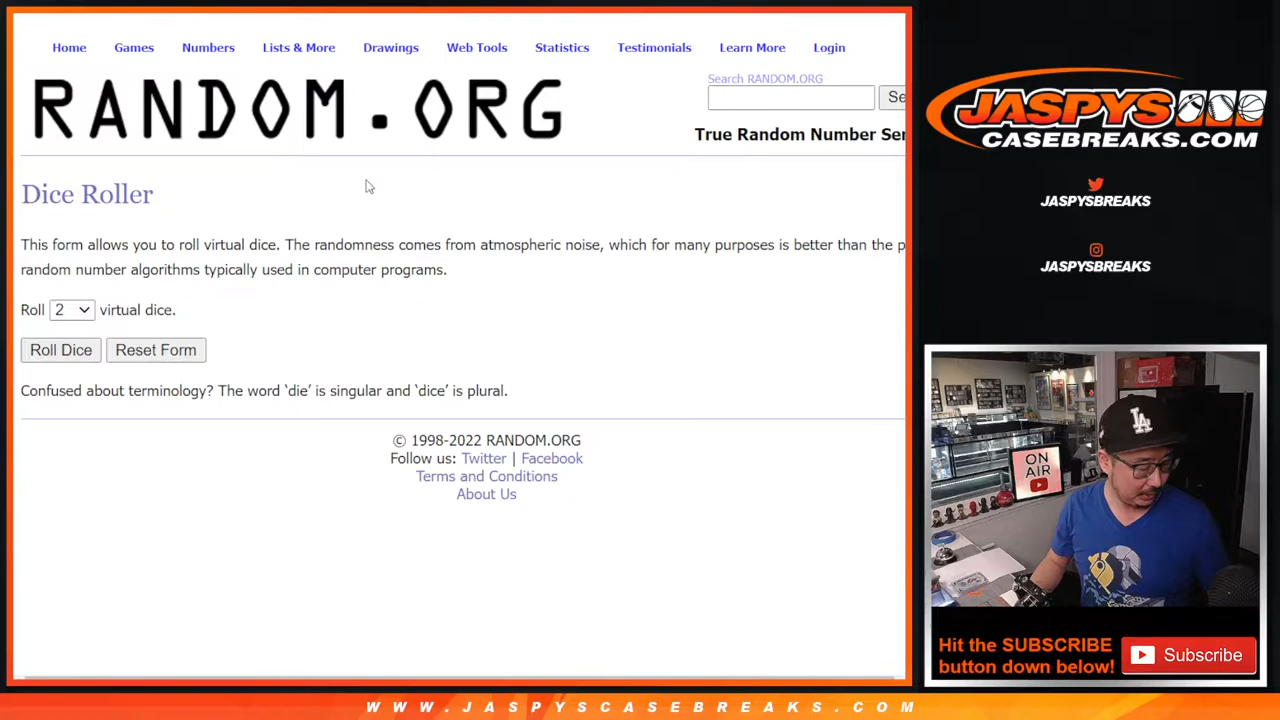 Home Games Numbers Lists & More Drawings Web Tools Statistics Testimonials Learn More Login
RANDOM.ORG
Search RANDOM.ORG
Se
True Random Number Ser
Dice Roller
This form allows you to roll virtual dice. The randomness comes from atmospheric noise, which for many purposes is better than the p
random number algorithms typically used in computer programs.
Roll 2 virtual dice.
Roll Dice Reset Form
Confused about terminology? The word ‘die’ is singular and ‘dice’ is plural.
© 1998-2022 RANDOM.ORG
Follow us: Twitter | Facebook
Terms and Conditions
About Us
JASPYS
CASEBREAKS.COM
JASPYSBREAKS
JASPYSBREAKS
LA
ON
AIR
Hit the SUBSCRIBE
button down below!
Subscribe
WWW.JASPYSCASEBREAKS.COM